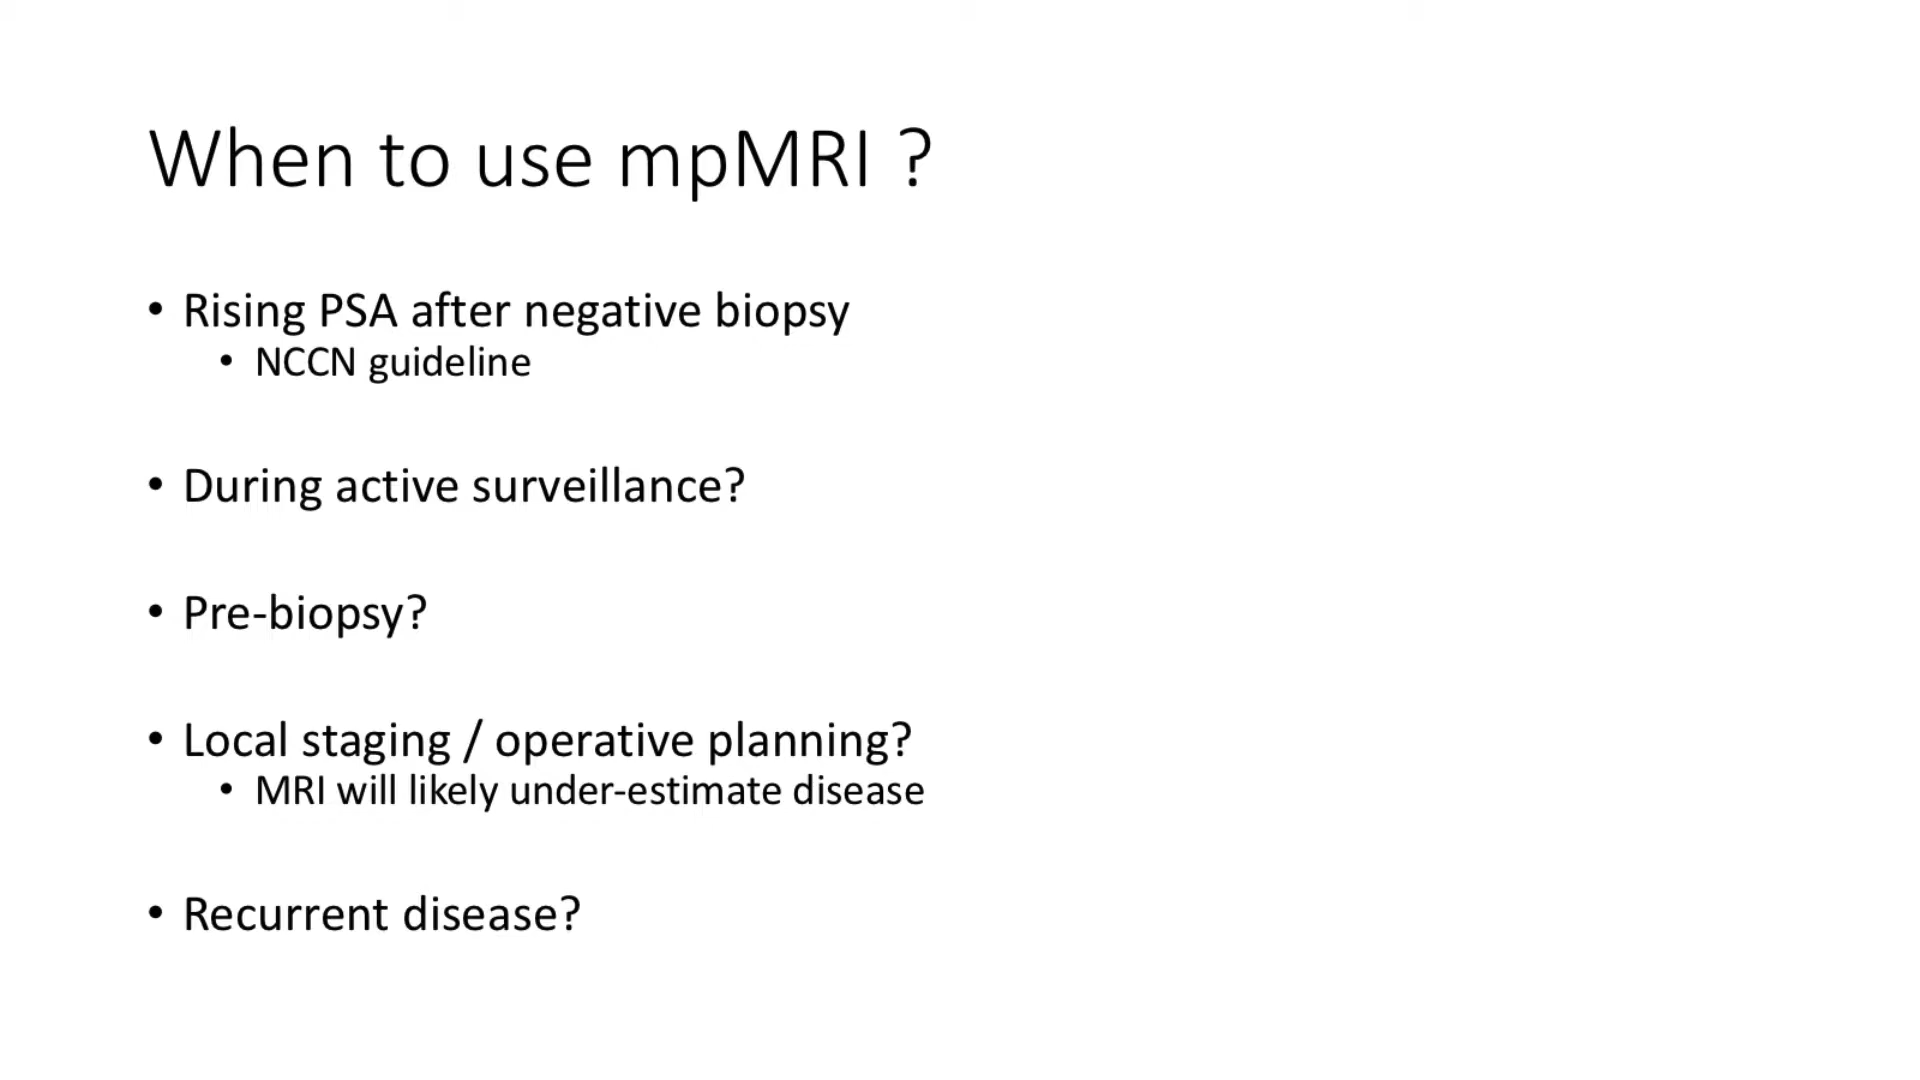 When to use mpMRI ?
• Rising PSA after negative biopsy
• NCCN guideline
• During active surveillance?
• Pre-biopsy?
• Local staging / operative planning?
• MRI will likely under-estimate disease
• Recurrent disease?